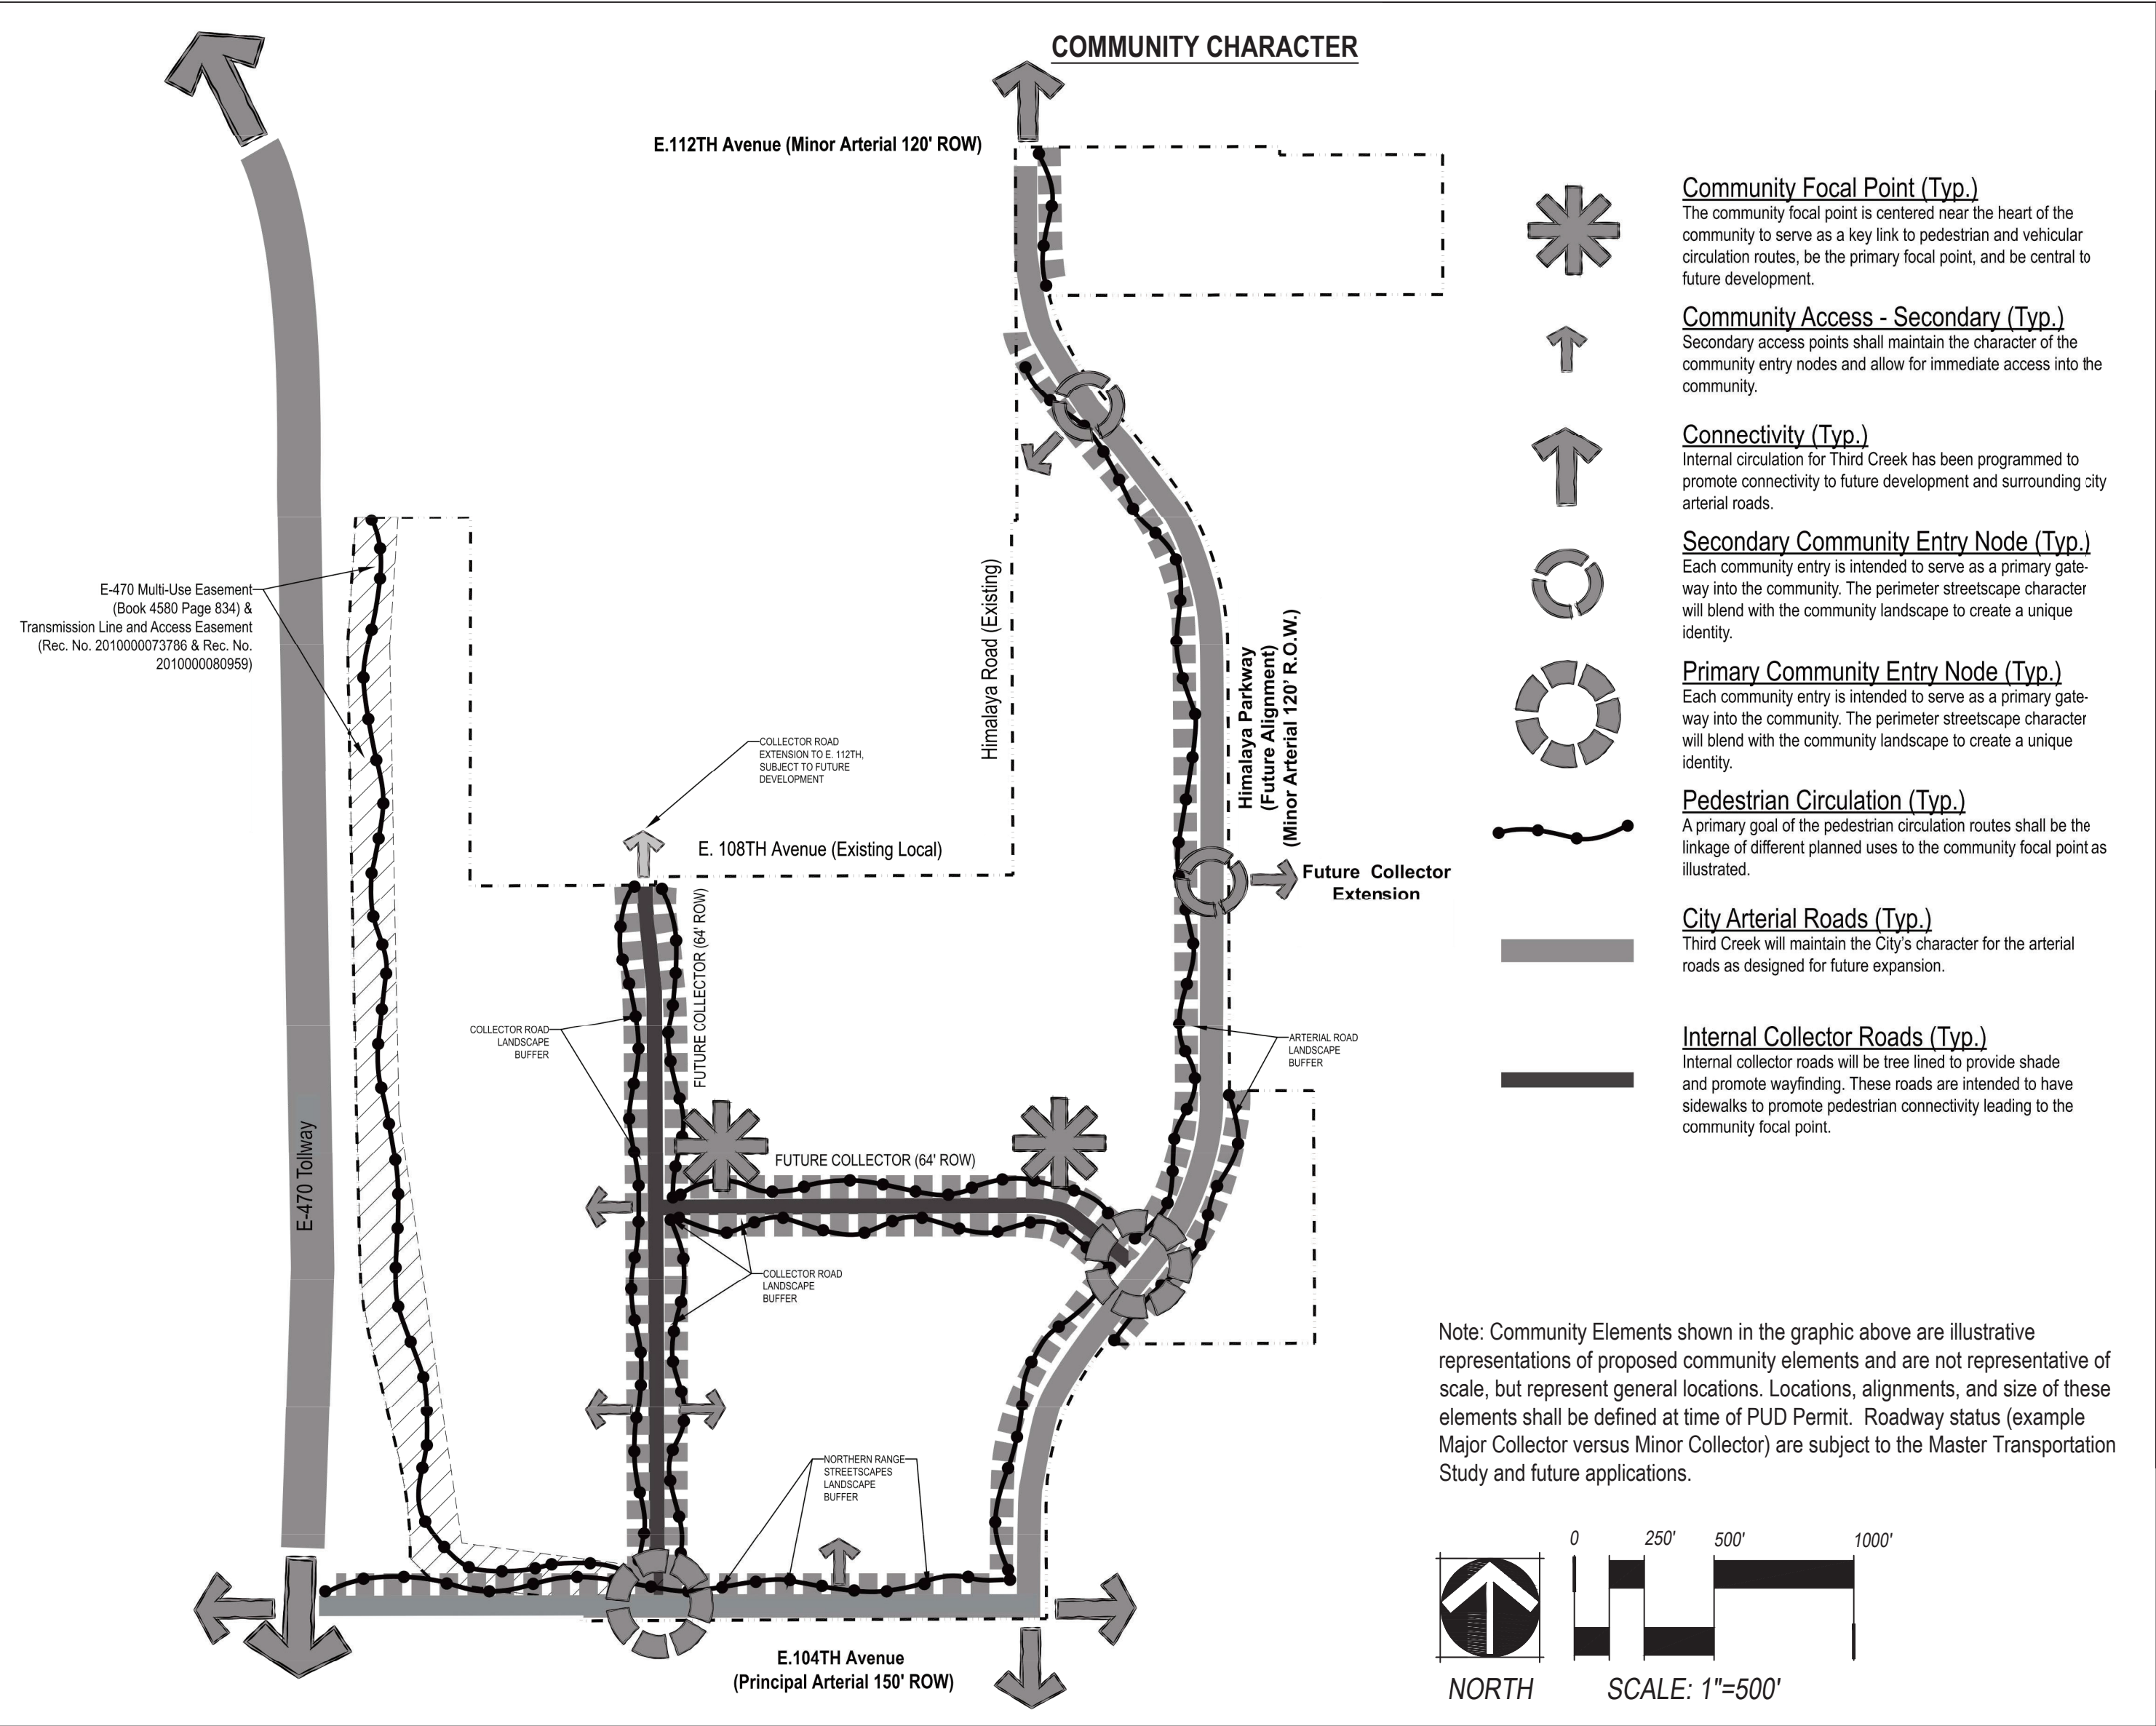 COMMUNITY CHARACTER
E.112TH Avenue (Minor Arterial 120' ROW)
E-470 Multi-Use Easement
(Book 4580 Page 834) &
Transmission Line and Access Easement
(Rec. No. 2010000073786 & Rec. No.
2010000080959)
Himalaya Road (Existing)
Himalaya Parkway
(Future Alignment)
(Minor Arterial 120' R.O.W.)
COLLECTOR ROAD
EXTENSION TO E. 112TH,
SUBJECT TO FUTURE
DEVELOPMENT
E. 108TH Avenue (Existing Local)
Future Collector
Extension
FUTURE COLLECTOR (64' ROW)
COLLECTOR ROAD
LANDSCAPE
BUFFER
ARTERIAL ROAD
LANDSCAPE
BUFFER
E-470 Tollway
FUTURE COLLECTOR (64' ROW)
COLLECTOR ROAD
LANDSCAPE
BUFFER
NORTHERN RANGE
STREETSCAPES
LANDSCAPE
BUFFER
E.104TH Avenue
(Principal Arterial 150' ROW)
Community Focal Point (Typ.)
The community focal point is centered near the heart of the
community to serve as a key link to pedestrian and vehicular
circulation routes, be the primary focal point, and be central to
future development.
Community Access - Secondary (Typ.)
Secondary access points shall maintain the character of the
community entry nodes and allow for immediate access into the
community.
Connectivity (Typ.)
Internal circulation for Third Creek has been programmed to
promote connectivity to future development and surrounding city
arterial roads.
Secondary Community Entry Node (Typ.)
Each community entry is intended to serve as a primary gate-
way into the community. The perimeter streetscape character
will blend with the community landscape to create a unique
identity.
Primary Community Entry Node (Typ.)
Each community entry is intended to serve as a primary gate-
way into the community. The perimeter streetscape character
will blend with the community landscape to create a unique
identity.
Pedestrian Circulation (Typ.)
A primary goal of the pedestrian circulation routes shall be the
linkage of different planned uses to the community focal point as
illustrated.
City Arterial Roads (Typ.)
Third Creek will maintain the City's character for the arterial
roads as designed for future expansion.
Internal Collector Roads (Typ.)
Internal collector roads will be tree lined to provide shade
and promote wayfinding. These roads are intended to have
sidewalks to promote pedestrian connectivity leading to the
community focal point.
Note: Community Elements shown in the graphic above are illustrative
representations of proposed community elements and are not representative of
scale, but represent general locations. Locations, alignments, and size of these
elements shall be defined at time of PUD Permit. Roadway status (example
Major Collector versus Minor Collector) are subject to the Master Transportation
Study and future applications.
0 250' 500' 1000'
NORTH
SCALE: 1"=500'